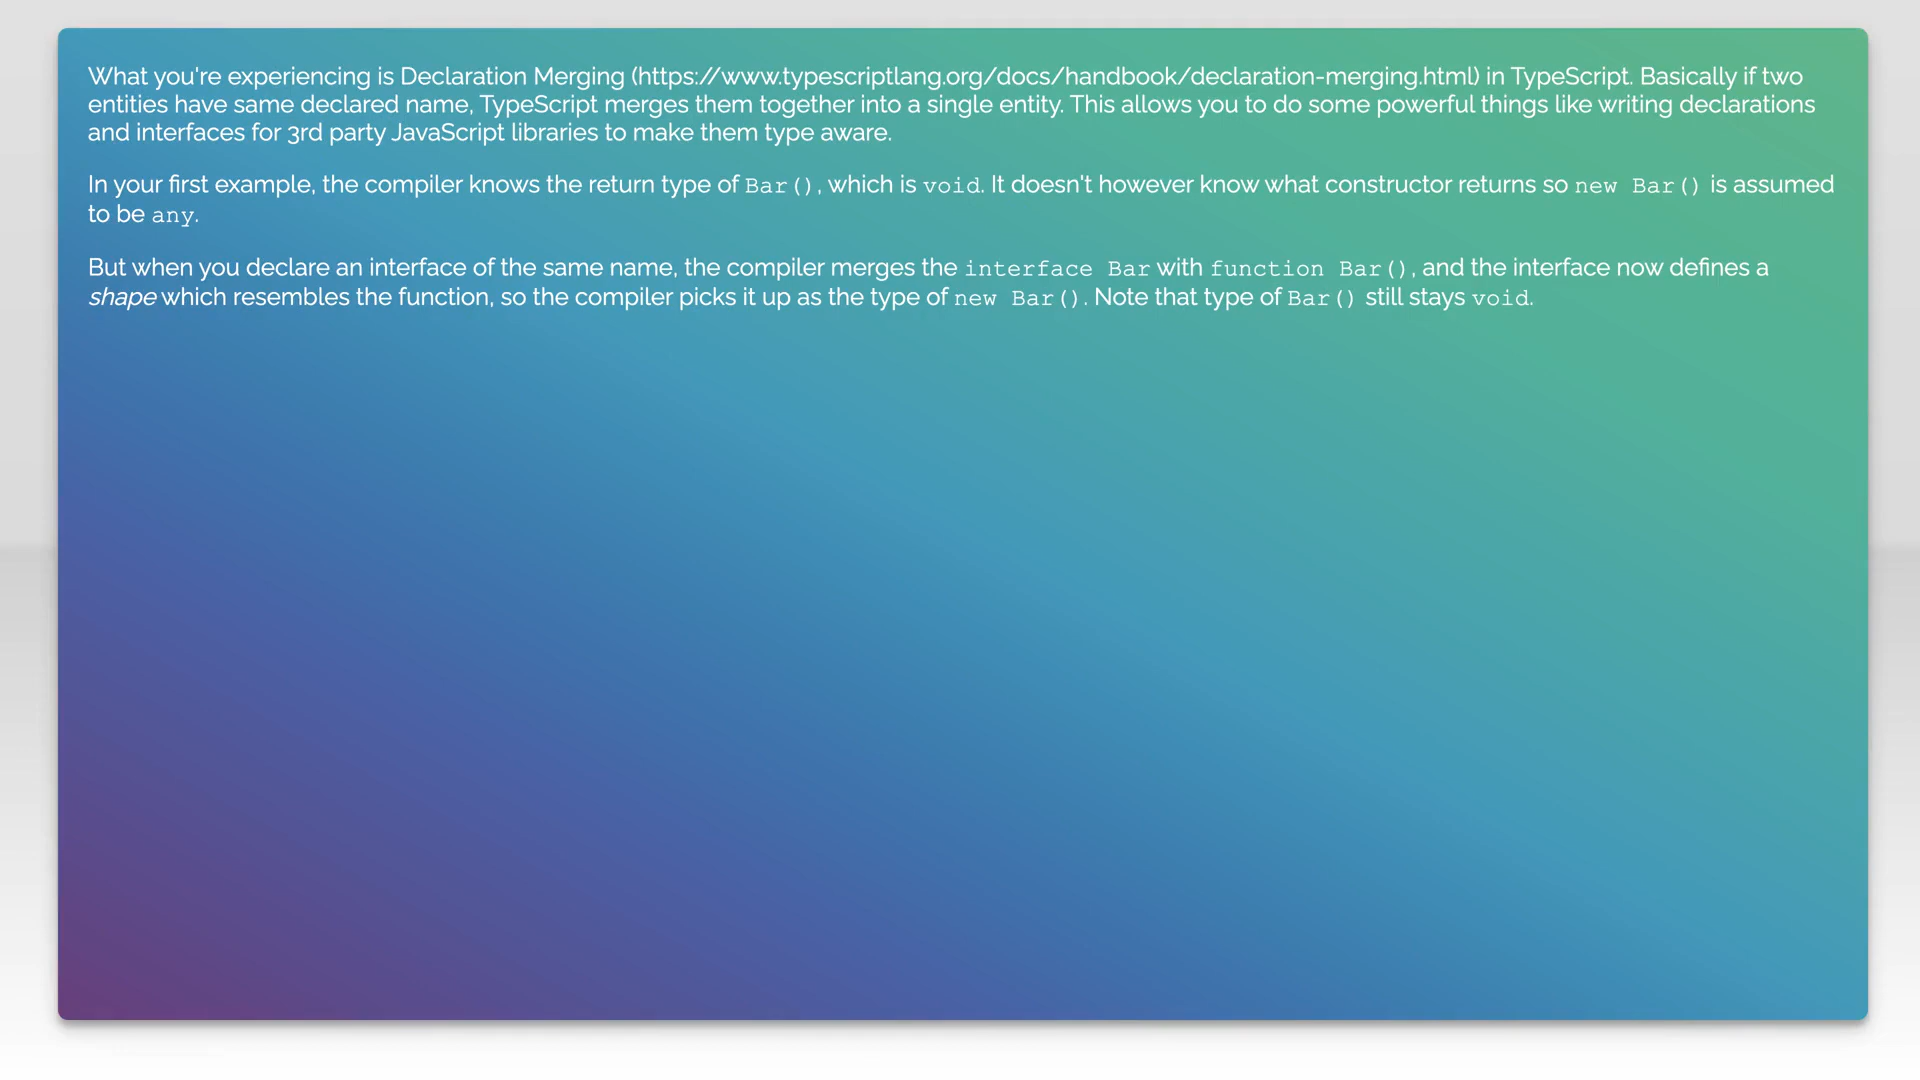 What you're experiencing is Declaration Merging (https://www.typescriptlang.org/docs/handbook/declaration-merging.html) in TypeScript. Basically if two
entities have same declared name, TypeScript merges them together into a single entity. This allows you to do some powerful things like writing declarations
and interfaces for 3rd party JavaScript libraries to make them type aware.
In your first example, the compiler knows the return type of Bar(), which is void. It doesn't however know what constructor returns so new Bar() is assumed
to be any.
But when you declare an interface of the same name, the compiler merges the interface Bar with function Bar(), and the interface now defines a
shape which resembles the function, so the compiler picks it up as the type of new Bar(). Note that type of Bar() still stays void.